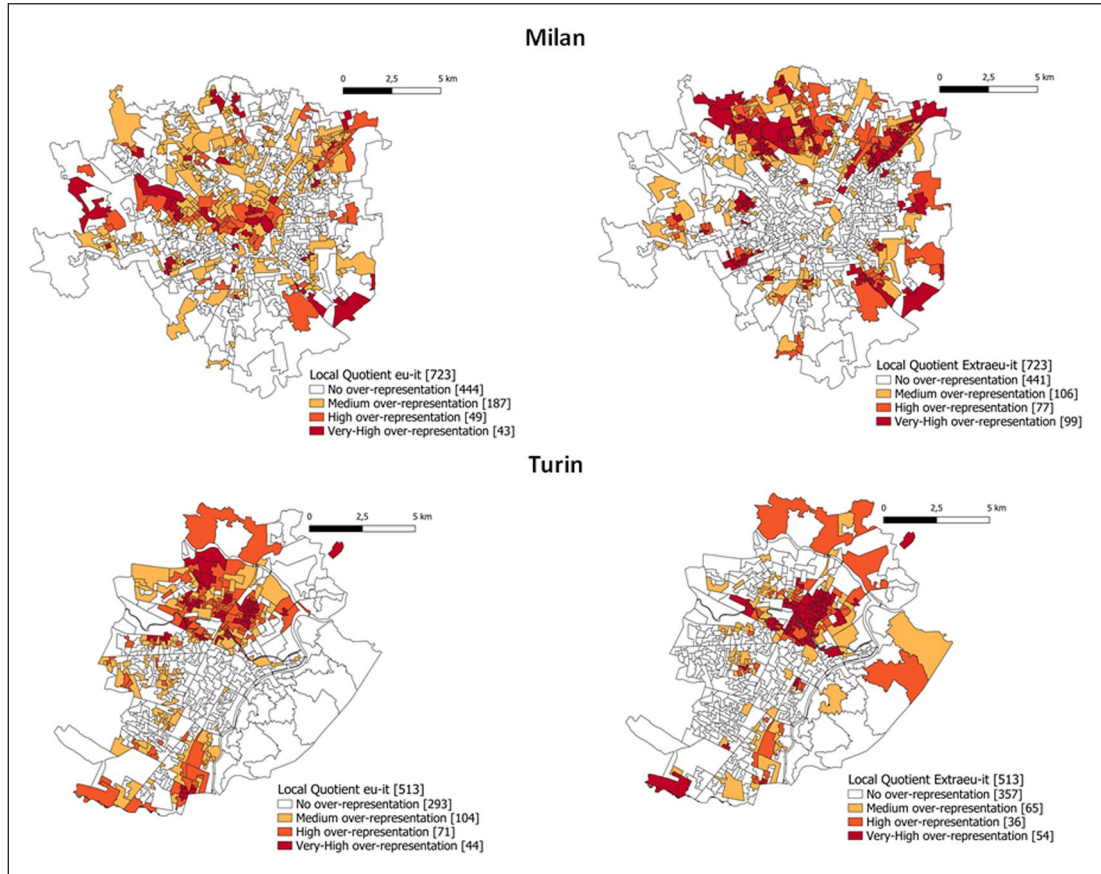 Milan
0 2,5 5 km
Local Quotient eu-it [723]
No over-representation [444]
Medium over-representation [187]
High over-representation [49]
Very-High over-representation [43]
0 2,5 5 km
Local Quotient Extraeu-it [723]
No over-representation [441]
Medium over-representation [106]
High over-representation [77]
Very-High over-representation [99]
Turin
0 2,5 5 km
Local Quotient eu-it [513]
No over-representation [293]
Medium over-representation [104]
High over-representation [71]
Very-High over-representation [44]
0 2,5 5 km
Local Quotient Extraeu-it [513]
No over-representation [357]
Medium over-representation [65]
High over-representation [36]
Very-High over-representation [54]